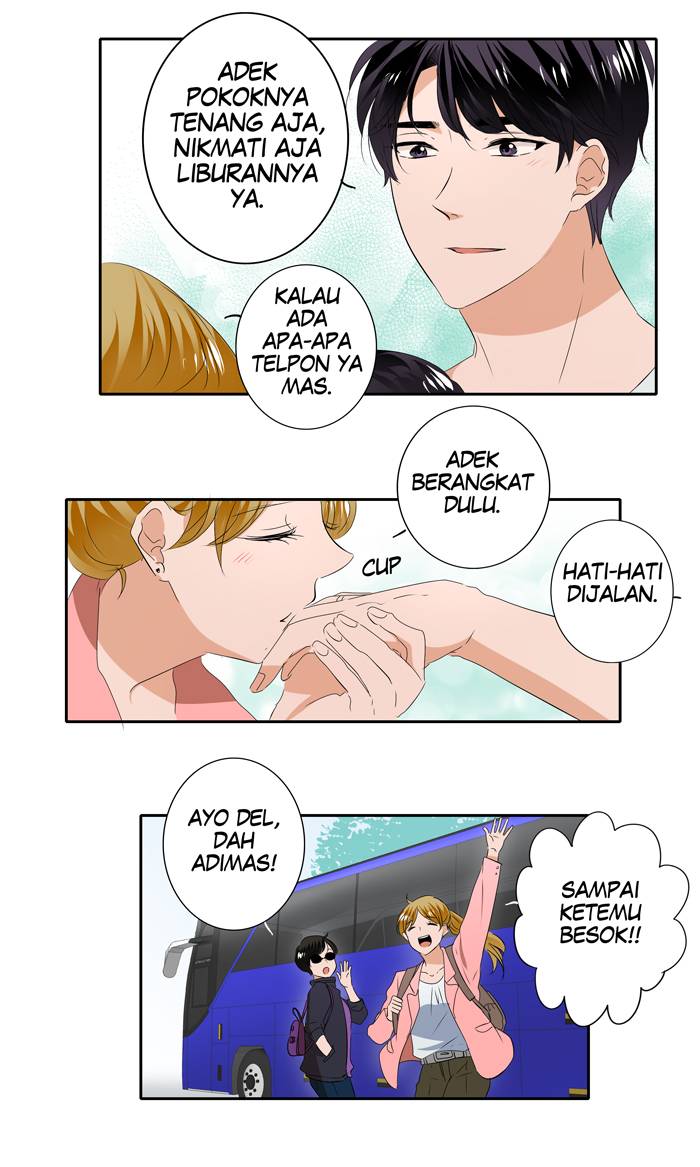 ADEK
POKOKNYA
TENANG AJA,
NIKMATI AJA
LIBURANNYA
YA.
KALAU
ADA
APA-APA
TELPON YA
MAS.
ADEK
BERANGKAT
DULU.
CUP
HATI-HATI
DIJALAN.
AYO DEL,
DAH
ADIMAS!
SAMPAI
KETEMU
BESOK!!